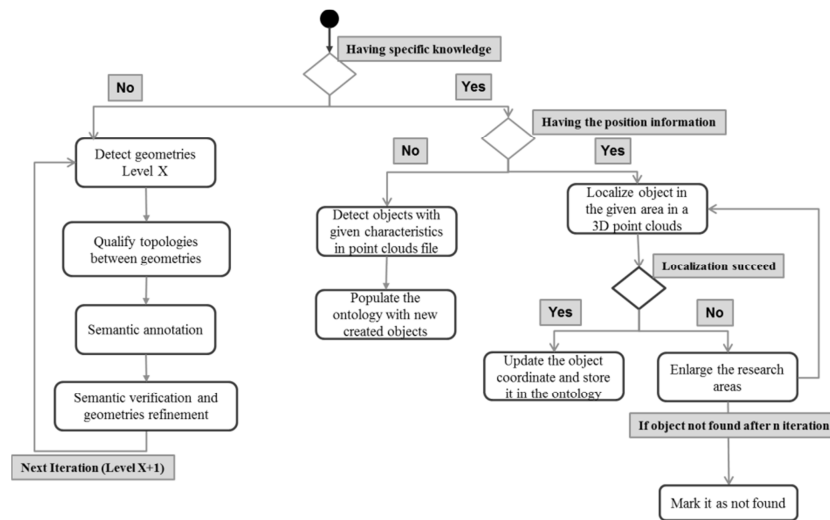 Having specific knowledge
No
Yes
Having the position information
No
Yes
Detect geometries
Level X
Qualify topologies
between geometries
Semantic annotation
Semantic verification and
geometries refinement
Next Iteration (Level X+1)
Detect objects with
given characteristics
in point clouds file
Populate the
ontology with new
created objects
Localize object in
the given area in a
3D point clouds
Localization succeed
Yes
No
Update the object
coordinate and store
it in the ontology
Enlarge the research
areas
If object not found after n iteration
Mark it as not found